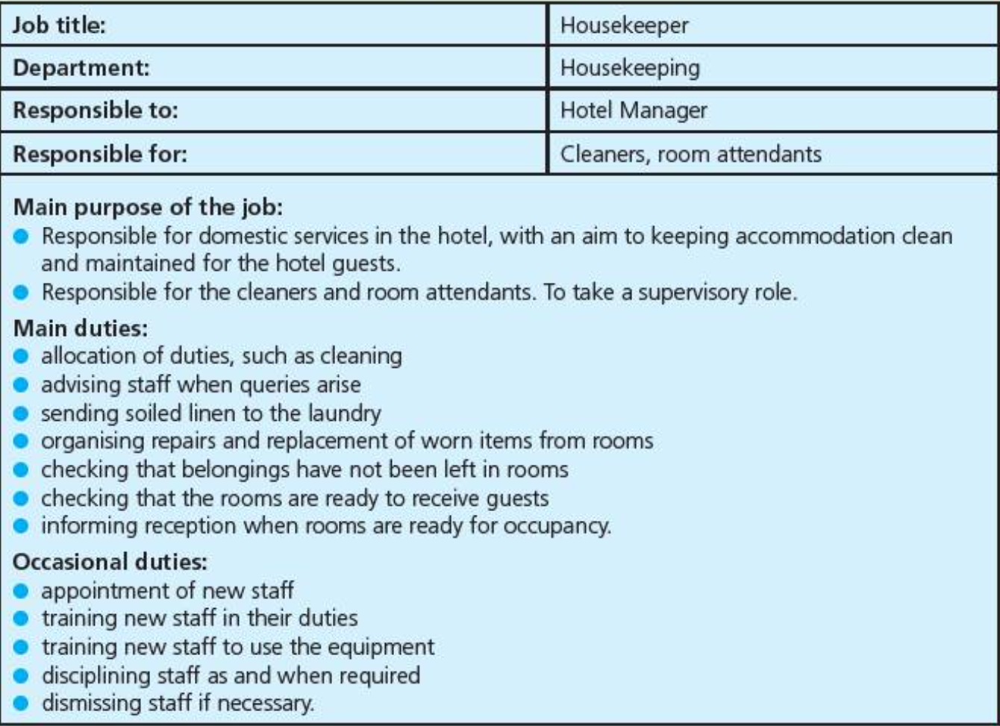 Job title: Housekeeper
Department: Housekeeping
Responsible to: Hotel Manager
Responsible for: Cleaners, room attendants
Main purpose of the job:
● Responsible for domestic services in the hotel, with an aim to keeping accommodation clean
and maintained for the hotel guests.
● Responsible for the cleaners and room attendants. To take a supervisory role.
Main duties:
● allocation of duties, such as cleaning
● advising staff when queries arise
● sending soiled linen to the laundry
● organising repairs and replacement of worn items from rooms
● checking that belongings have not been left in rooms
● checking that the rooms are ready to receive guests
● informing reception when rooms are ready for occupancy.
Occasional duties:
● appointment of new staff
● training new staff in their duties
● training new staff to use the equipment
● disciplining staff as and when required
● dismissing staff if necessary.